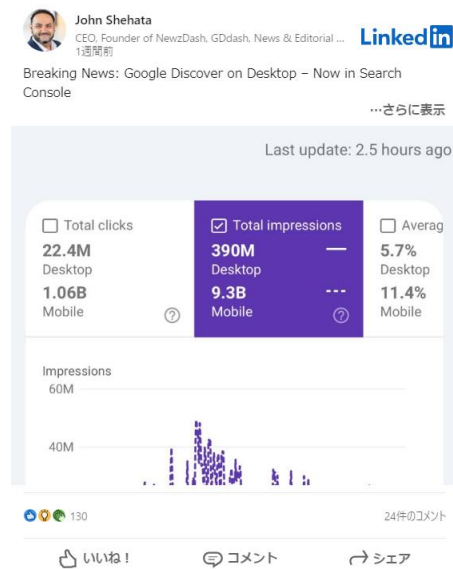 John Shehata
CEO, Founder of NewzDash, GDdash, News & Editorial ...
1週間前
LinkedIn
Breaking News: Google Discover on Desktop – Now in Search
Console
…さらに表示
Last update: 2.5 hours ago
Total clicks
22.4M
Desktop
1.06B
Mobile
Total impressions
390M
Desktop
9.3B
Mobile
Averag
5.7%
Desktop
11.4%
Mobile
Impressions
60M
40M
130
24件のコメント
いいね！
コメント
シェア